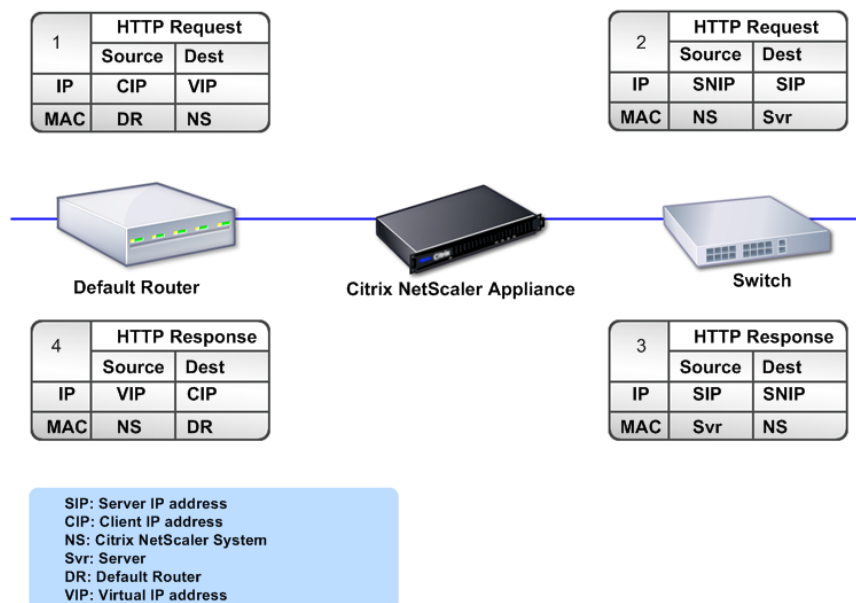 1 HTTP Request
Source Dest
IP CIP VIP
MAC DR NS
2 HTTP Request
Source Dest
IP SNIP SIP
MAC NS Svr
Default Router
Citrix NetScaler Appliance
Switch
4 HTTP Response
Source Dest
IP VIP CIP
MAC NS DR
3 HTTP Response
Source Dest
IP SIP SNIP
MAC Svr NS
SIP: Server IP address
CIP: Client IP address
NS: Citrix NetScaler System
Svr: Server
DR: Default Router
VIP: Virtual IP address